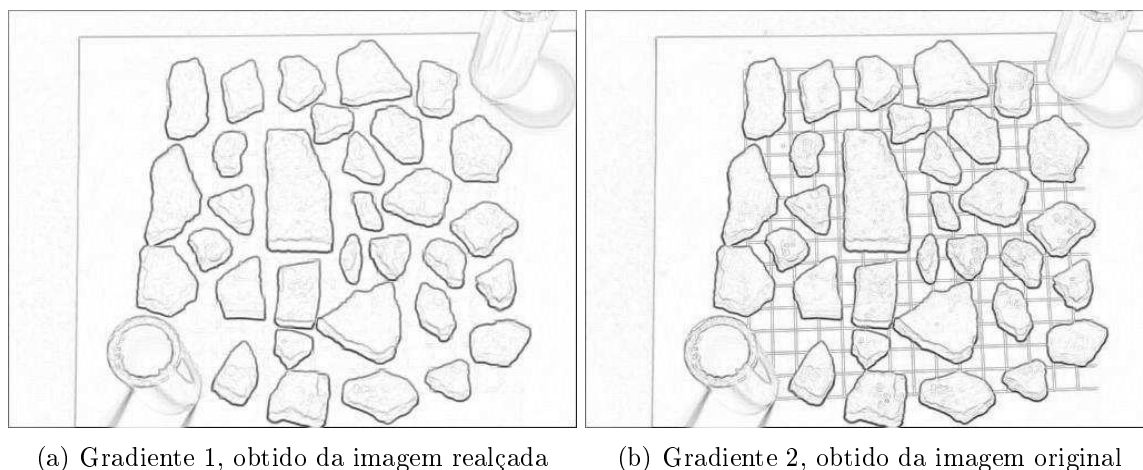 (a) Gradiente 1, obtido da imagem realçada
(b) Gradiente 2, obtido da imagem original